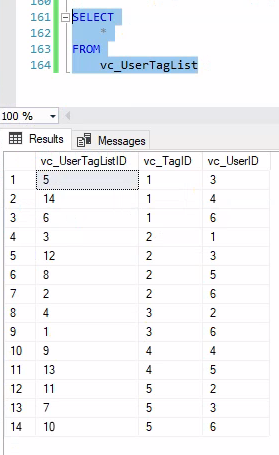 160
161 SELECT
162 *
163 FROM
164 vc_UserTagList
100 %
Results Messages
vc_UserTagListID vc_TagID vc_UserID
1 5 1 3
2 14 1 4
3 6 1 6
4 3 2 1
5 12 2 3
6 8 2 5
7 2 2 6
8 4 3 2
9 1 3 6
10 9 4 4
11 13 4 5
12 11 5 2
13 7 5 3
14 10 5 6